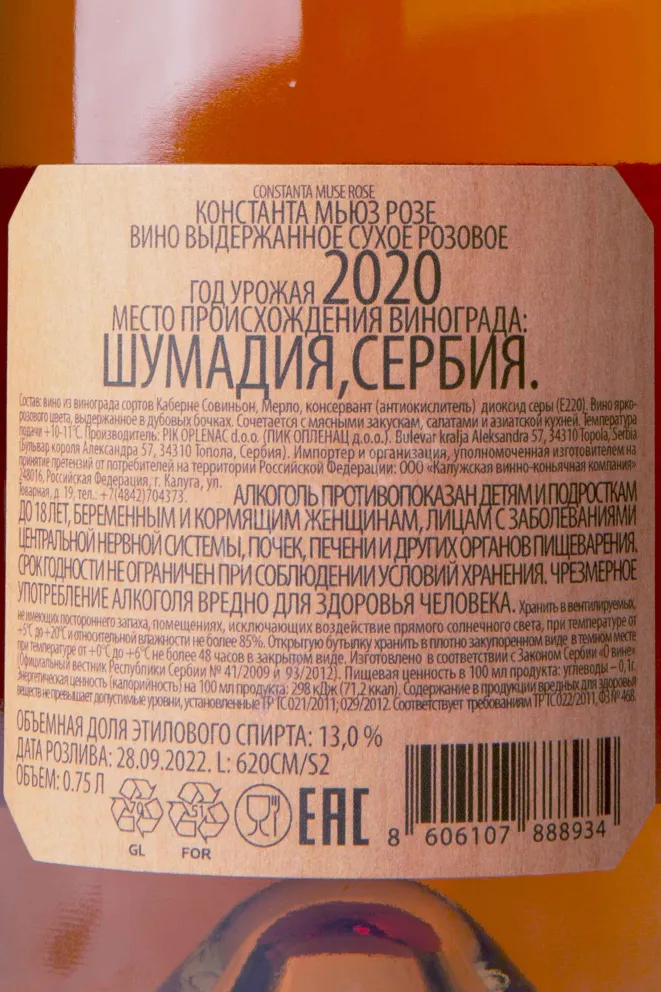 CONSTANTA MUSE ROSE
КОНСТАНТА МЬЮЗ РОЗЕ
ВИНО ВЫДЕРЖАННОЕ СУХОЕ РОЗОВОЕ
ГОД УРОЖАЯ 2020
МЕСТО ПРОИСХОЖДЕНИЯ ВИНОГРАДА:
ШУМАДИЯ, СЕРБИЯ.
Состав: вино из винограда сортов Каберне Совиньон, Мерло, консервант (антиокислитель) диоксид серы (Е220). Вино ярко-
розового цвета, выдержанное в дубовых бочках. Сочетается с мясными закускам, салатами и азиатской кухней. Температура
подачи +10-11°С. Производитель: PIK OPLENAC d.o.o. (ПИК ОПЛЕНАЦ д.о.о.). Bulevar kralja Aleksandra 57, 34310 Topola, Serbia
(Бульвар короля Александра 57, 34310 Топола, Сербия). Импортер и организация, уполномоченная изготовителем на
принятие претензий от потребителей на территории Российской Федерации: ООО «Калужская винно-коньячная компания»
248016, Российская Федерация, г. Калуга, ул.
Товарная, д. 19, тел.. +7(4842)704373. АЛКОГОЛЬ ПРОТИВОПОКАЗАН ДЕТЯМ И ПОДРОСТКАМ
ДО 18 ЛЕТ, БЕРЕМЕННЫМ И КОРМЯЩИМ ЖЕНЩИНАМ, ЛИЦАМ С ЗАБОЛЕВАНИЯМИ
ЦЕНТРАЛЬНОЙ НЕРВНОЙ СИСТЕМЫ, ПОЧЕК, ПЕЧЕНИ И ДРУГИХ ОРГАНОВ ПИЩЕВАРЕНИЯ.
СРОК ГОДНОСТИ НЕ ОГРАНИЧЕН ПРИ СОБЛЮДЕНИИ УСЛОВИЙ ХРАНЕНИЯ. ЧРЕЗМЕРНОЕ
УПОТРЕБЛЕНИЕ АЛКОГОЛЯ ВРЕДНО ДЛЯ ЗДОРОВЬЯ ЧЕЛОВЕКА. Хранить в вентилируемых,
не имеющих постороннего запаха, помещениях, исключающих воздействие прямого солнечного света, при температуре от
+5°С до +20°С и относительной влажности не более 85%. Открытую бутылку хранить в плотно закупоренном виде в темном месте
при температуре от +0°С до +6°С не более 48 часов в закрытом виде. Изготовлено в соответствии с Законом Сербии «О вине»
(Официальный вестник Республики Сербия № 41/2009 и 93/2012). Пищевая ценность в 100 мл продукта: углеводы – 0,1г.
Энергетическая ценность (калорийность) на 100 мл продукта: 298 кДж (71,2 ккал). Содержание в продукции вредных для здоровья
веществ не превышает допустимые уровни, установленные ТР ТС 021/2011; 029/2012. Соответствует требованиям ТР ТС 022/2011, ФЗ № 468.
ОБЪЕМНАЯ ДОЛЯ ЭТИЛОВОГО СПИРТА: 13,0 %
ДАТА РОЗЛИВА: 28.09.2022. L: 620CM/S2
ОБЪЕМ: 0.75 Л
70
GL
51
FOR
EAC
8 606107 888934